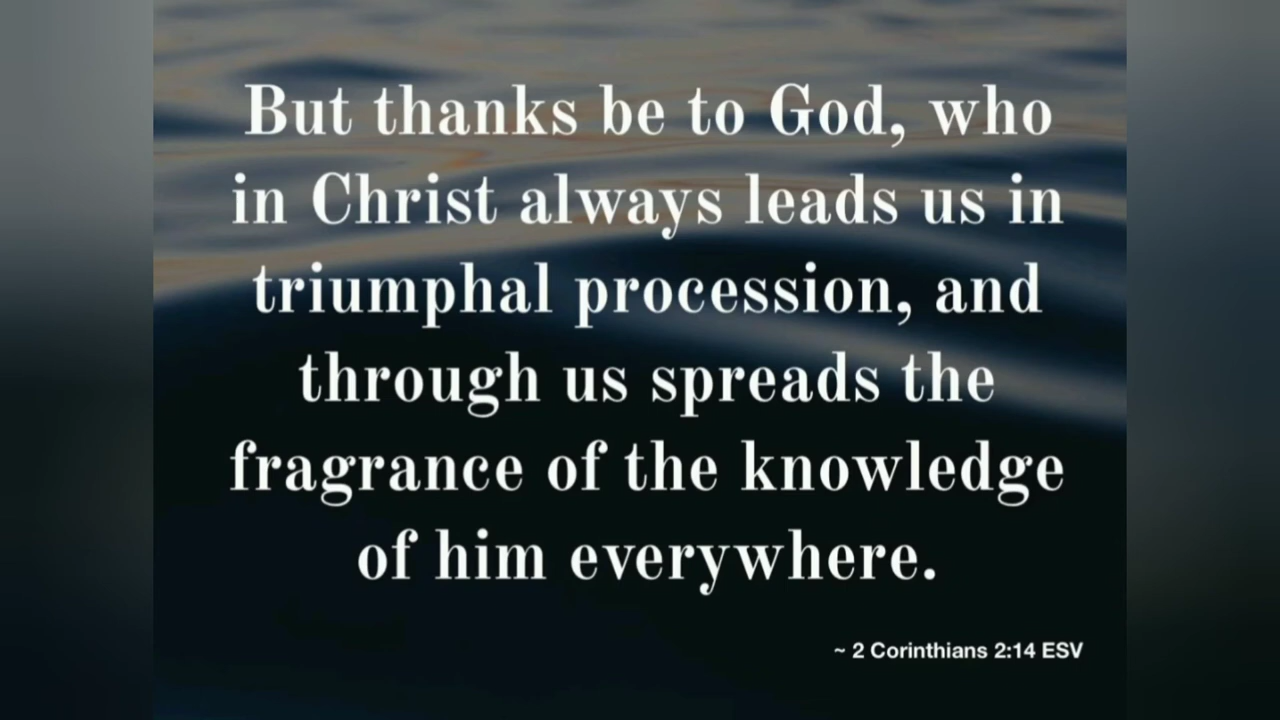 But thanks be to God, who
in Christ always leads us in
triumphal procession, and
through us spreads the
fragrance of the knowledge
of him everywhere.
~ 2 Corinthians 2:14 ESV